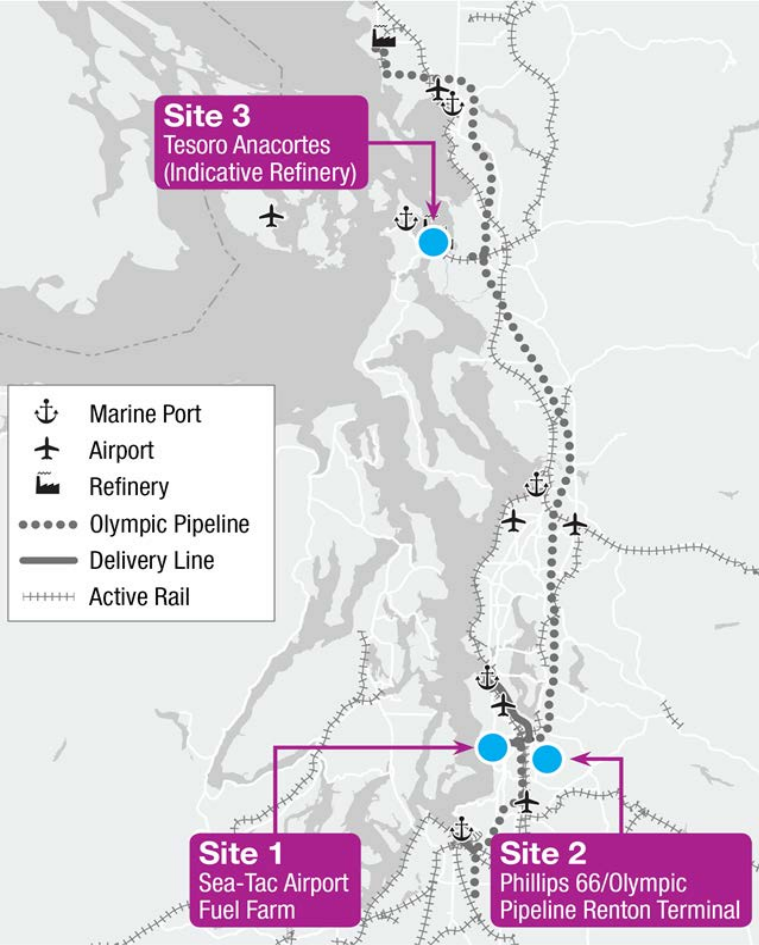 Site 3
Tesoro Anacortes
(Indicative Refinery)
Marine Port
Airport
Refinery
Olympic Pipeline
Delivery Line
Active Rail
Site 1
Sea-Tac Airport
Fuel Farm
Site 2
Phillips 66/Olympic
Pipeline Renton Terminal